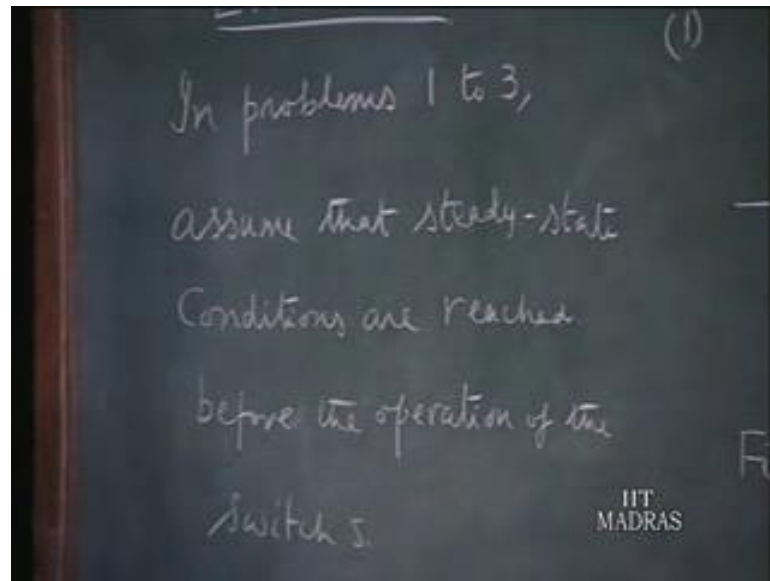 (1)
In problems 1 to 3,
assume that steady-state
Conditions are reached
before the operation of the
switch s.
IIT
MADRAS